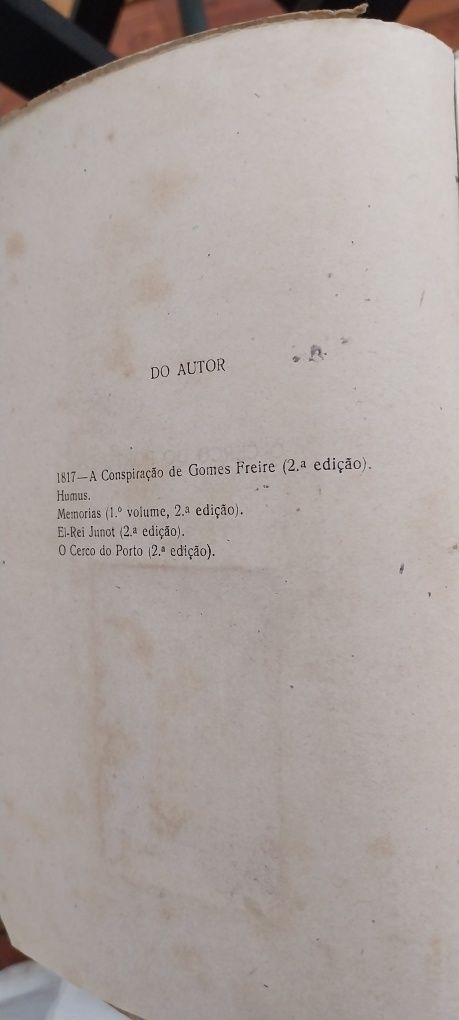 DO AUTOR
1817—A Conspiração de Gomes Freire (2.ª edição).
Humus.
Memorias (1.º volume, 2.ª edição).
El-Rei Junot (2.ª edição).
O Cerco do Porto (2.ª edição).